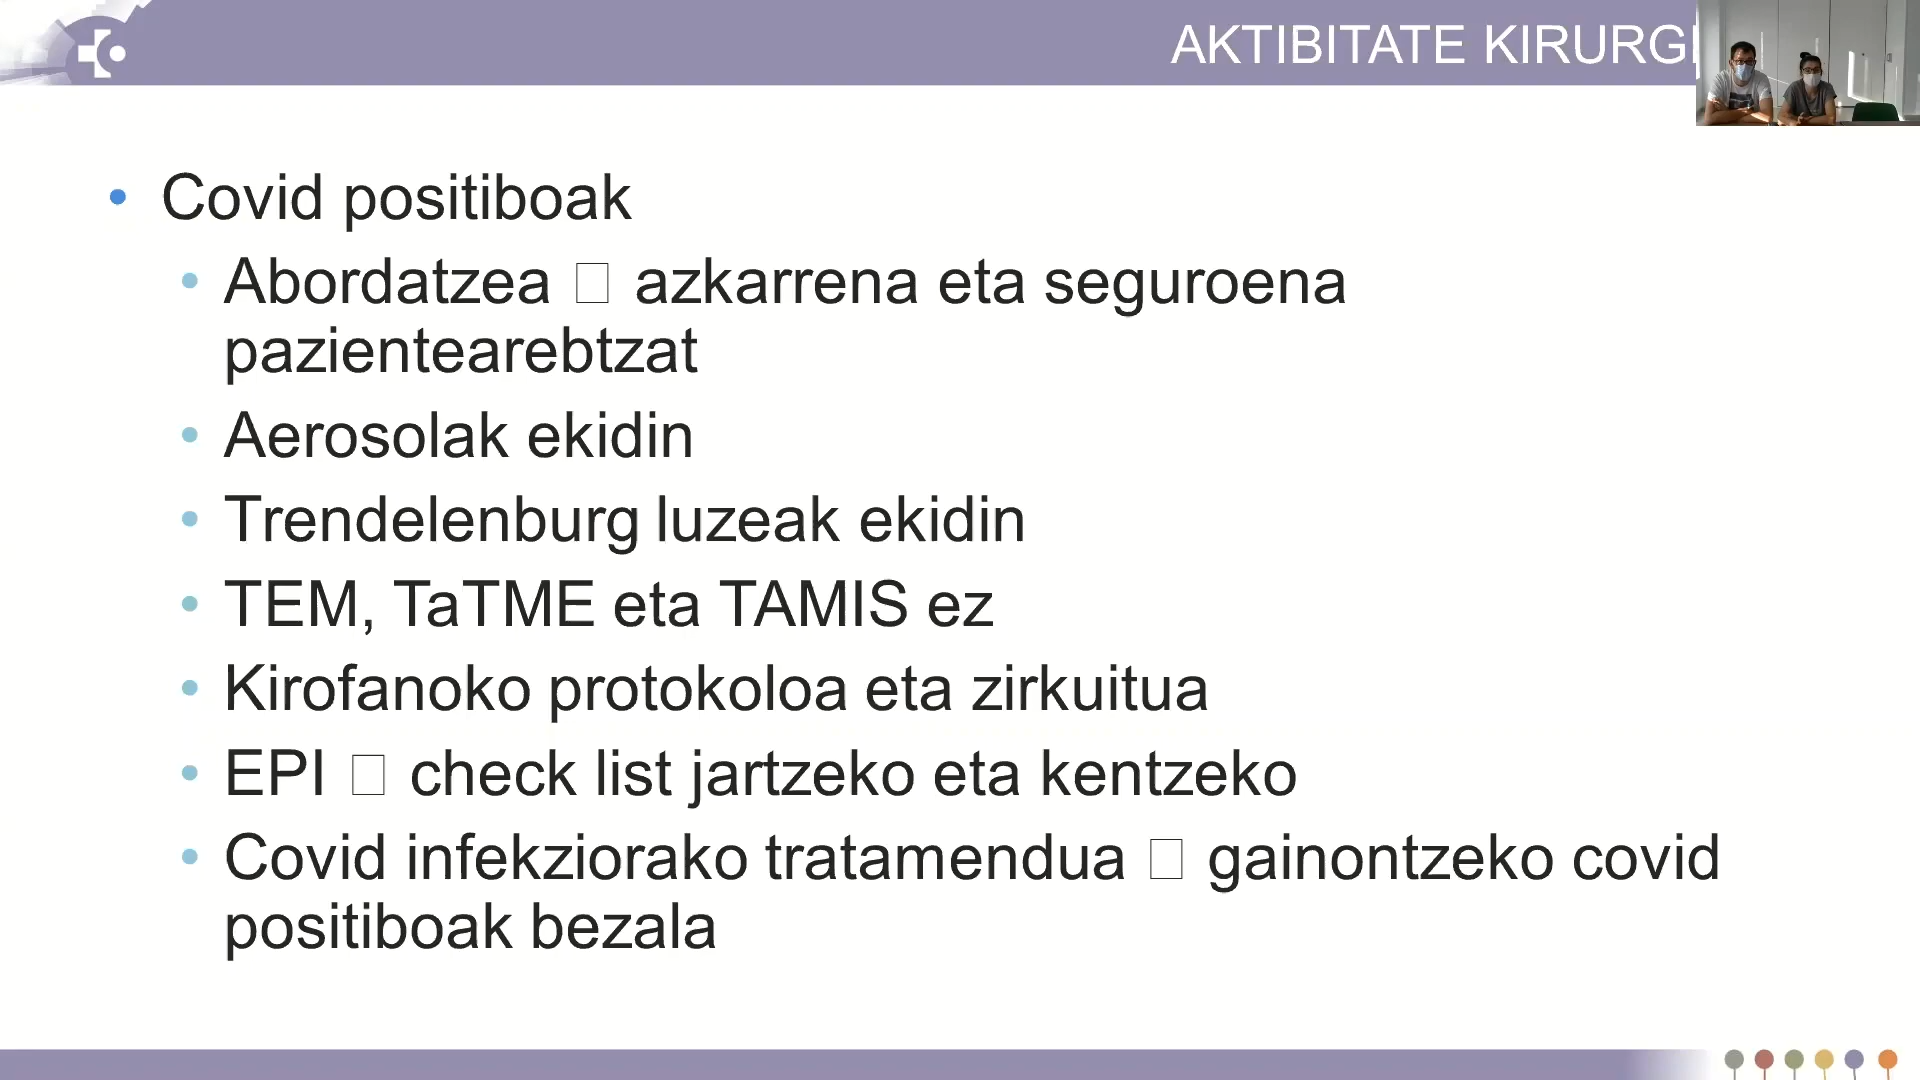 AKTIBITATE KIRURGI
• Covid positiboak
• Abordatzea □ azkarrena eta seguroena
pazientearebtzat
• Aerosolak ekidin
• Trendelenburg luzeak ekidin
• TEM, TaTME eta TAMIS ez
• Kirofanoko protokoloa eta zirkuitua
• EPI □ check list jartzeko eta kentzeko
• Covid infekziorako tratamendua □ gainontzeko covid
positiboak bezala